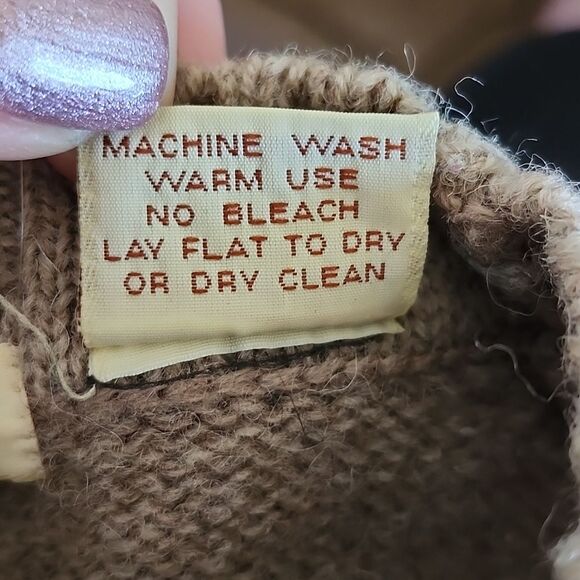 MACHINE WASH
WARM USE
NO BLEACH
LAY FLAT TO DRY
OR DRY CLEAN